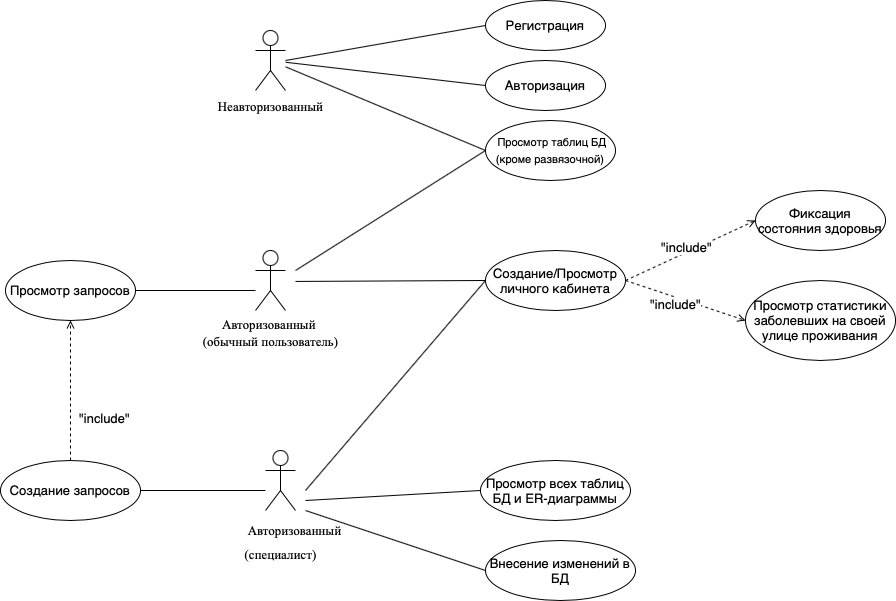 Регистрация
Авторизация
Неавторизованный
Просмотр таблиц БД
(кроме развязочной)
Фиксация
состояния здоровья
"include"
Создание/Просмотр
личного кабинета
Просмотр запросов
"include"
Просмотр статистики
заболевших на своей
улице проживания
Авторизованный
(обычный пользователь)
"include"
Создание запросов
Просмотр всех таблиц
БД и ER-диаграммы
Авторизованный
(специалист)
Внесение изменений в
БД